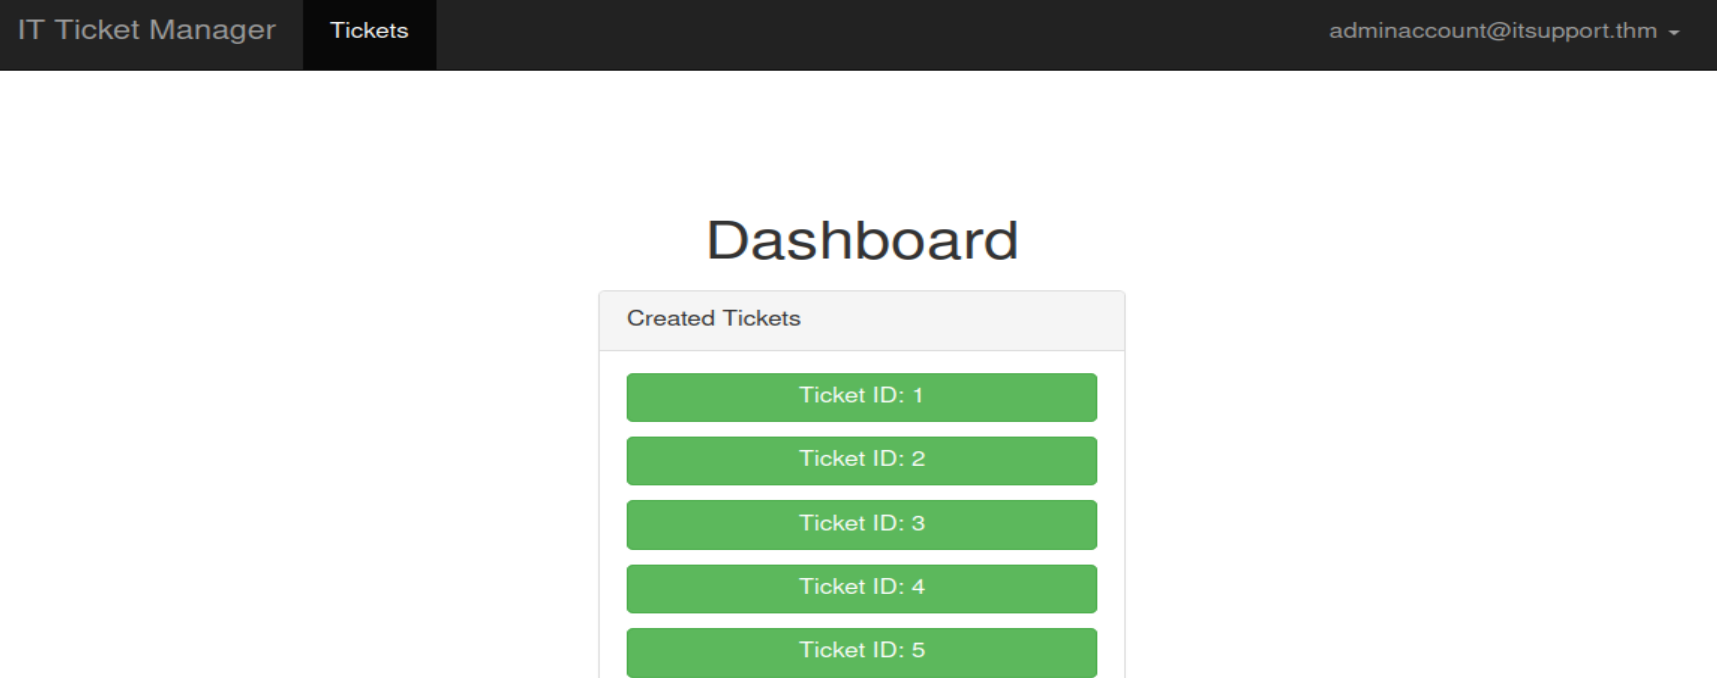 IT Ticket Manager Tickets adminaccount@itsupport.thm
Dashboard
Created Tickets
Ticket ID: 1
Ticket ID: 2
Ticket ID: 3
Ticket ID: 4
Ticket ID: 5